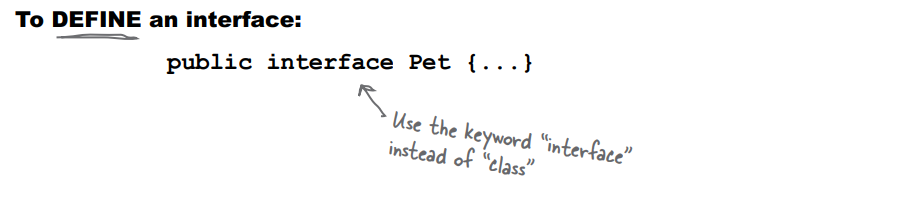 To DEFINE an interface:
public interface Pet {...}
Use the keyword “interface”
instead of “class”